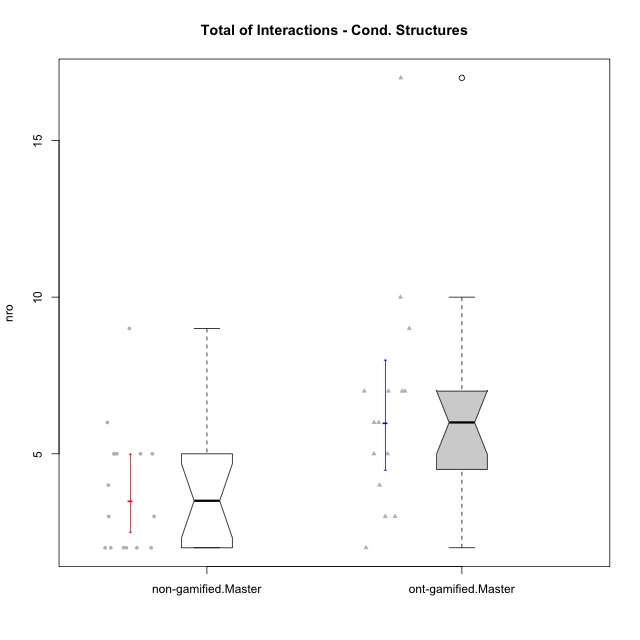 Total of Interactions - Cond. Structures
nro
15
10
5
non-gamified.Master
ont-gamified.Master